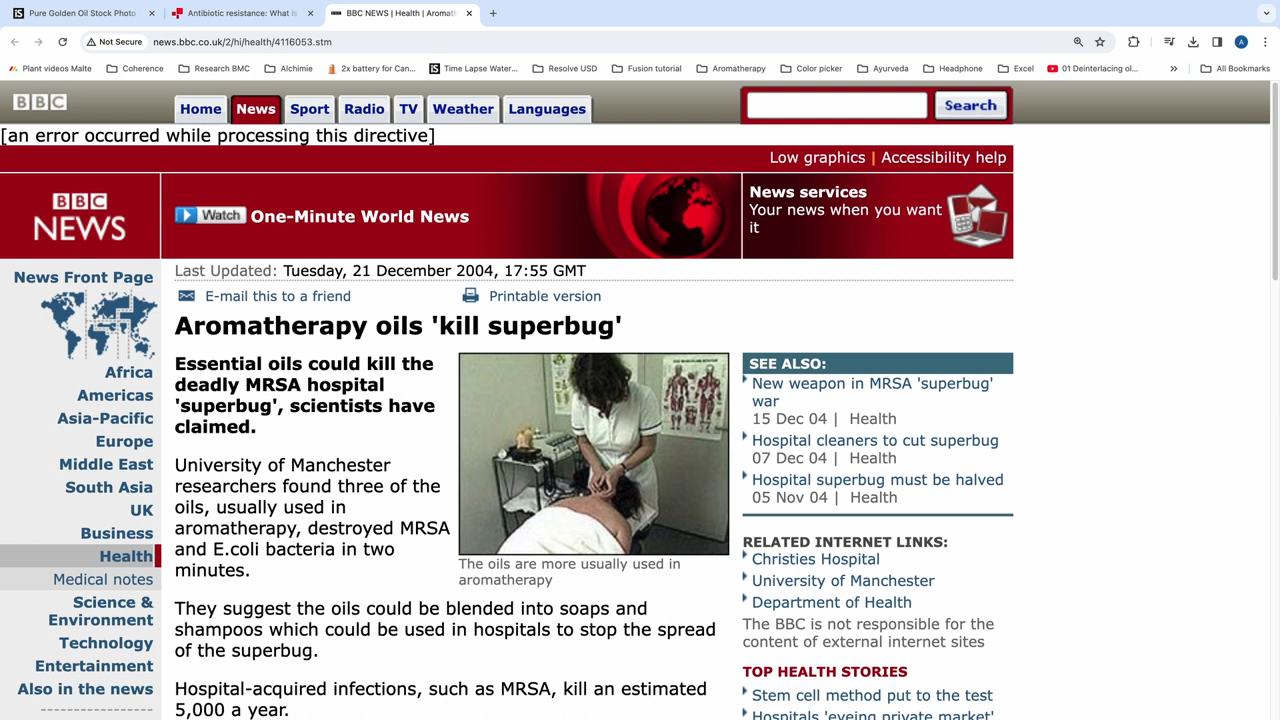 Pure Golden Oil Stock Photo
Antibiotic resistance: What is
BBC NEWS | Health | Aromath
Not Secure
news.bbc.co.uk/2/hi/health/4116053.stm
A
Plant videos Malte
Coherence
Research BMC
Alchimie
2x battery for Can...
Time Lapse Water...
Resolve USD
Fusion tutorial
Aromatherapy
Color picker
Ayurveda
Headphone
Excel
01 Deinterlacing ol...
»
All Bookmarks
BBC
Home
News
Sport
Radio
TV
Weather
Languages
Search
[an error occurred while processing this directive]
Low graphics | Accessibility help
BBC
NEWS
Watch One-Minute World News
News services
Your news when you want
it
News Front Page
Africa
Americas
Asia-Pacific
Europe
Middle East
South Asia
UK
Business
Health
Medical notes
Science &
Environment
Technology
Entertainment
Also in the news
Last Updated: Tuesday, 21 December 2004, 17:55 GMT
E-mail this to a friend
Printable version
Aromatherapy oils 'kill superbug'
Essential oils could kill the
deadly MRSA hospital
'superbug', scientists have
claimed.
University of Manchester
researchers found three of the
oils, usually used in
aromatherapy, destroyed MRSA
and E.coli bacteria in two
minutes.
The oils are more usually used in
aromatherapy
They suggest the oils could be blended into soaps and
shampoos which could be used in hospitals to stop the spread
of the superbug.
Hospital-acquired infections, such as MRSA, kill an estimated
5,000 a year.
SEE ALSO:
New weapon in MRSA 'superbug'
war
15 Dec 04 | Health
Hospital cleaners to cut superbug
07 Dec 04 | Health
Hospital superbug must be halved
05 Nov 04 | Health
RELATED INTERNET LINKS:
Christies Hospital
University of Manchester
Department of Health
The BBC is not responsible for the
content of external internet sites
TOP HEALTH STORIES
Stem cell method put to the test
Hospitals 'eyeing private market'